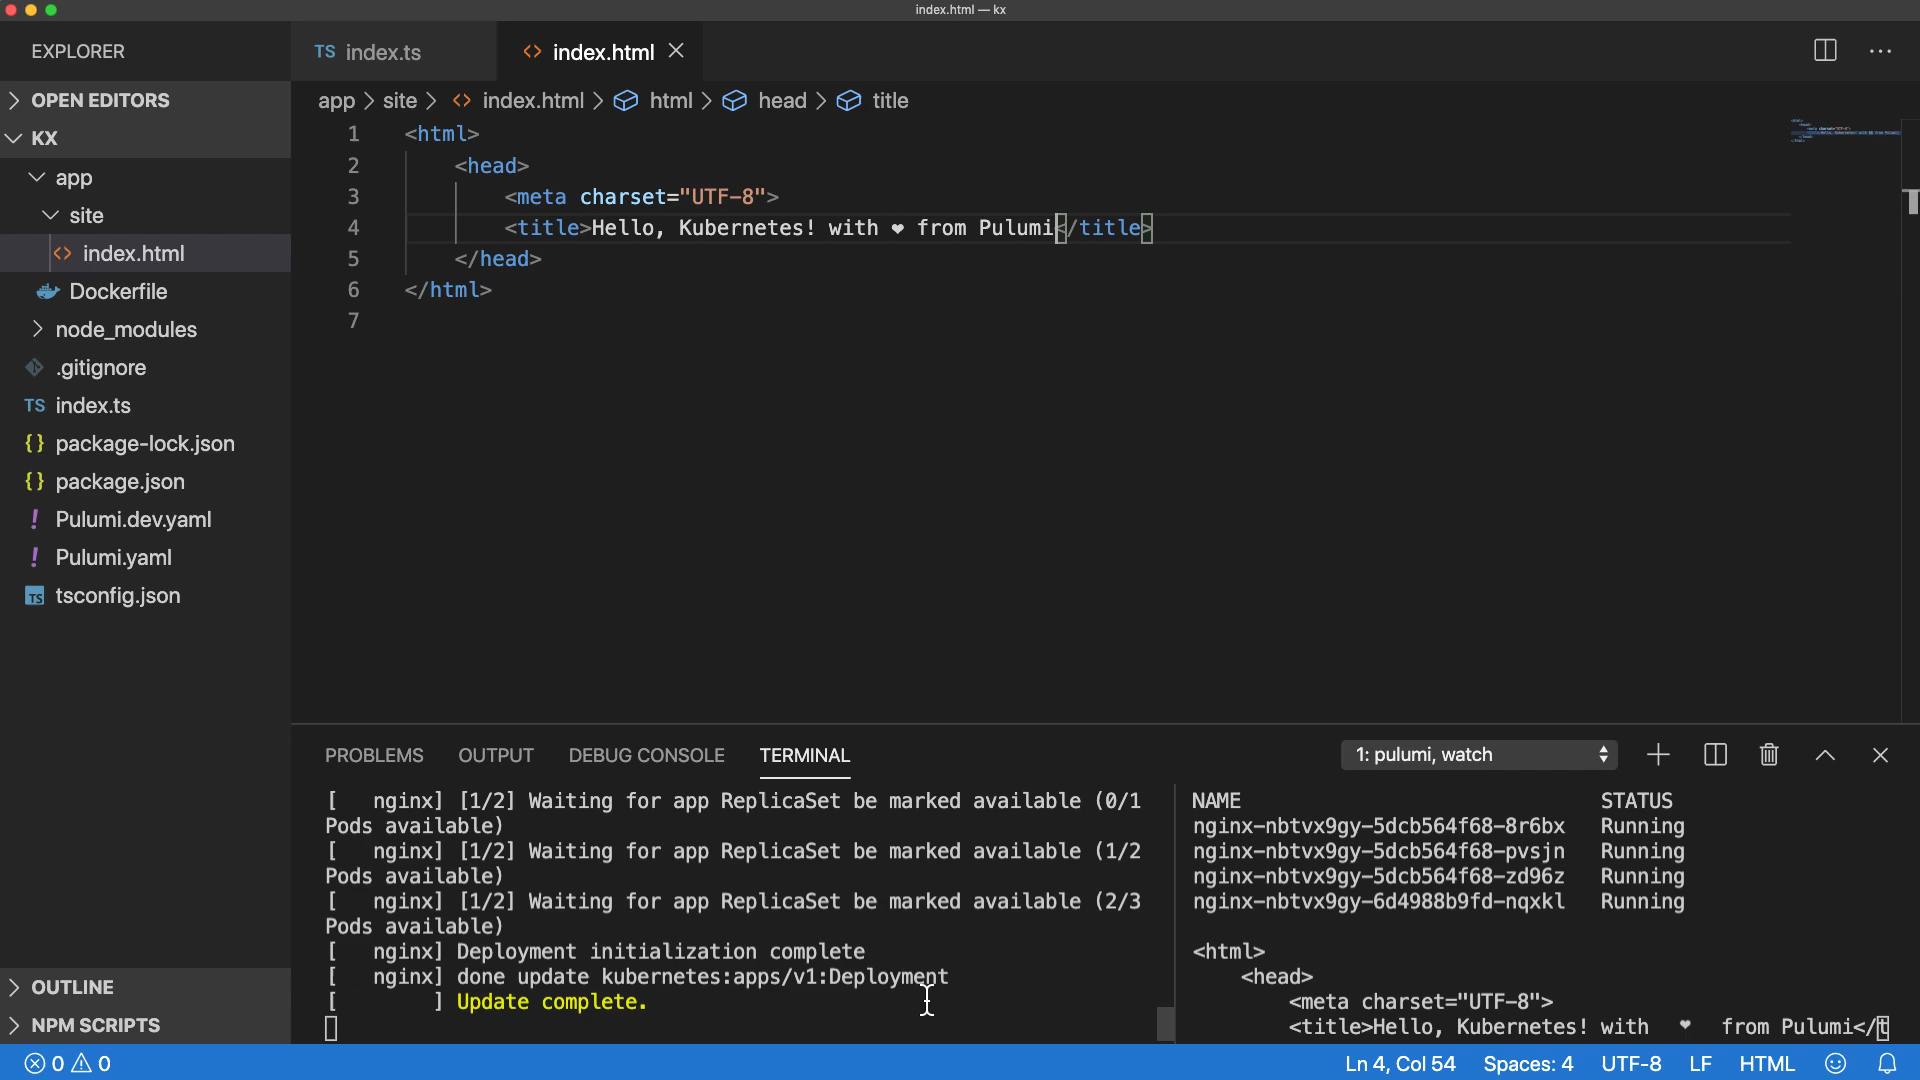 index.html — kx
EXPLORER
TS index.ts
<> index.html
OPEN EDITORS
KX
app
site
<> index.html
Dockerfile
node_modules
.gitignore
TS index.ts
{} package-lock.json
{} package.json
! Pulumi.dev.yaml
! Pulumi.yaml
TS tsconfig.json
OUTLINE
NPM SCRIPTS
app > site > <> index.html > html > head > title
1 <html>
2 <head>
3 <meta charset="UTF-8">
4 <title>Hello, Kubernetes! with ❤ from Pulumi</title>
5 </head>
6 </html>
7
PROBLEMS OUTPUT DEBUG CONSOLE TERMINAL
1: pulumi, watch
[ nginx] [1/2] Waiting for app ReplicaSet be marked available (0/1
Pods available)
[ nginx] [1/2] Waiting for app ReplicaSet be marked available (1/2
Pods available)
[ nginx] [1/2] Waiting for app ReplicaSet be marked available (2/3
Pods available)
[ nginx] Deployment initialization complete
[ nginx] done update kubernetes:apps/v1:Deployment
[ ] Update complete.
NAME STATUS
nginx-nbtvx9gy-5dcb564f68-8r6bx Running
nginx-nbtvx9gy-5dcb564f68-pvsjn Running
nginx-nbtvx9gy-5dcb564f68-zd96z Running
nginx-nbtvx9gy-6d4988b9fd-nqxkl Running
<html>
<head>
<meta charset="UTF-8">
<title>Hello, Kubernetes! with ❤ from Pulumi</t
0 0
Ln 4, Col 54 Spaces: 4 UTF-8 LF HTML